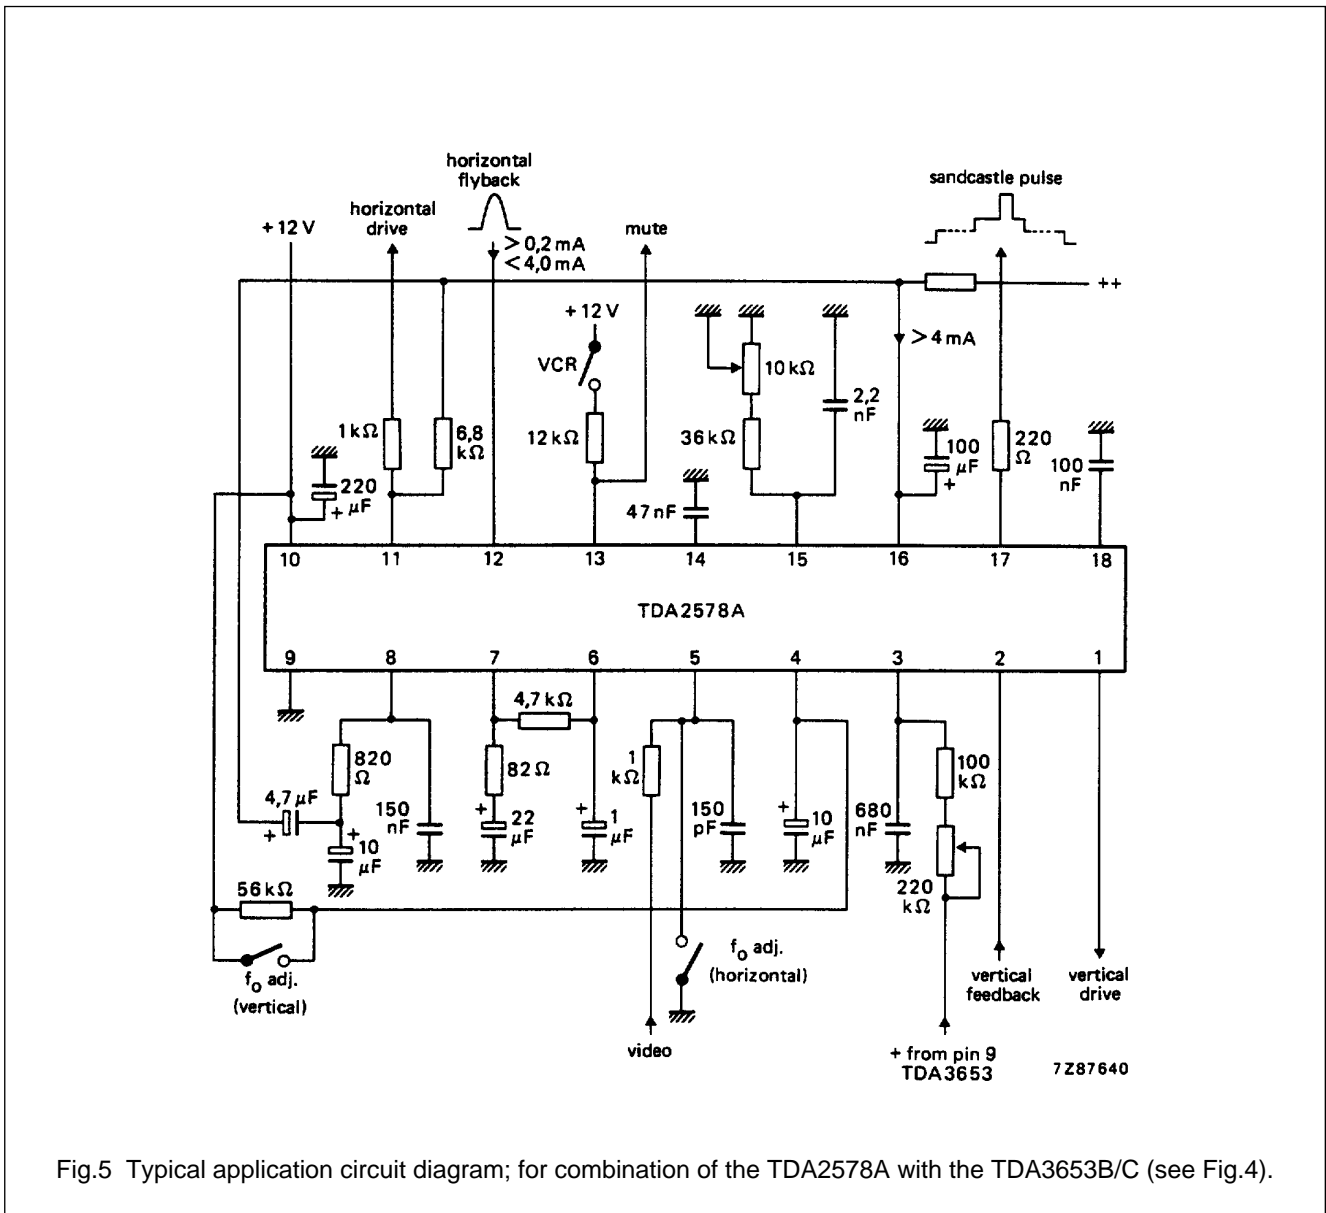 horizontal
flyback
sandcastle pulse
horizontal
drive
+ 12 V
mute
> 0,2 mA
< 4,0 mA
++
+ 12 V
> 4 mA
VCR
10 kΩ
2,2
nF
1 kΩ
6,8
kΩ
12 kΩ
36 kΩ
100
µF
+
220
Ω
100
nF
220
µF
+
47 nF
10 11 12 13 14 15 16 17 18
TDA2578A
9 8 7 6 5 4 3 2 1
4,7 kΩ
820
Ω
82 Ω
1
kΩ
100
kΩ
4,7 µF
+
150
nF
+
22
µF
+
1
µF
150
pF
+
10
µF
680
nF
+
10
µF
56 kΩ
220
kΩ
fo adj.
(vertical)
fo adj.
(horizontal)
vertical
feedback
vertical
drive
video
+ from pin 9
TDA3653
7Z87640
Fig.5 Typical application circuit diagram; for combination of the TDA2578A with the TDA3653B/C (see Fig.4).